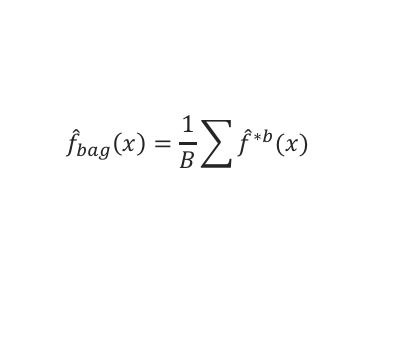 f̂_bag(x) = 1/B ∑ f̂^{*b}(x)